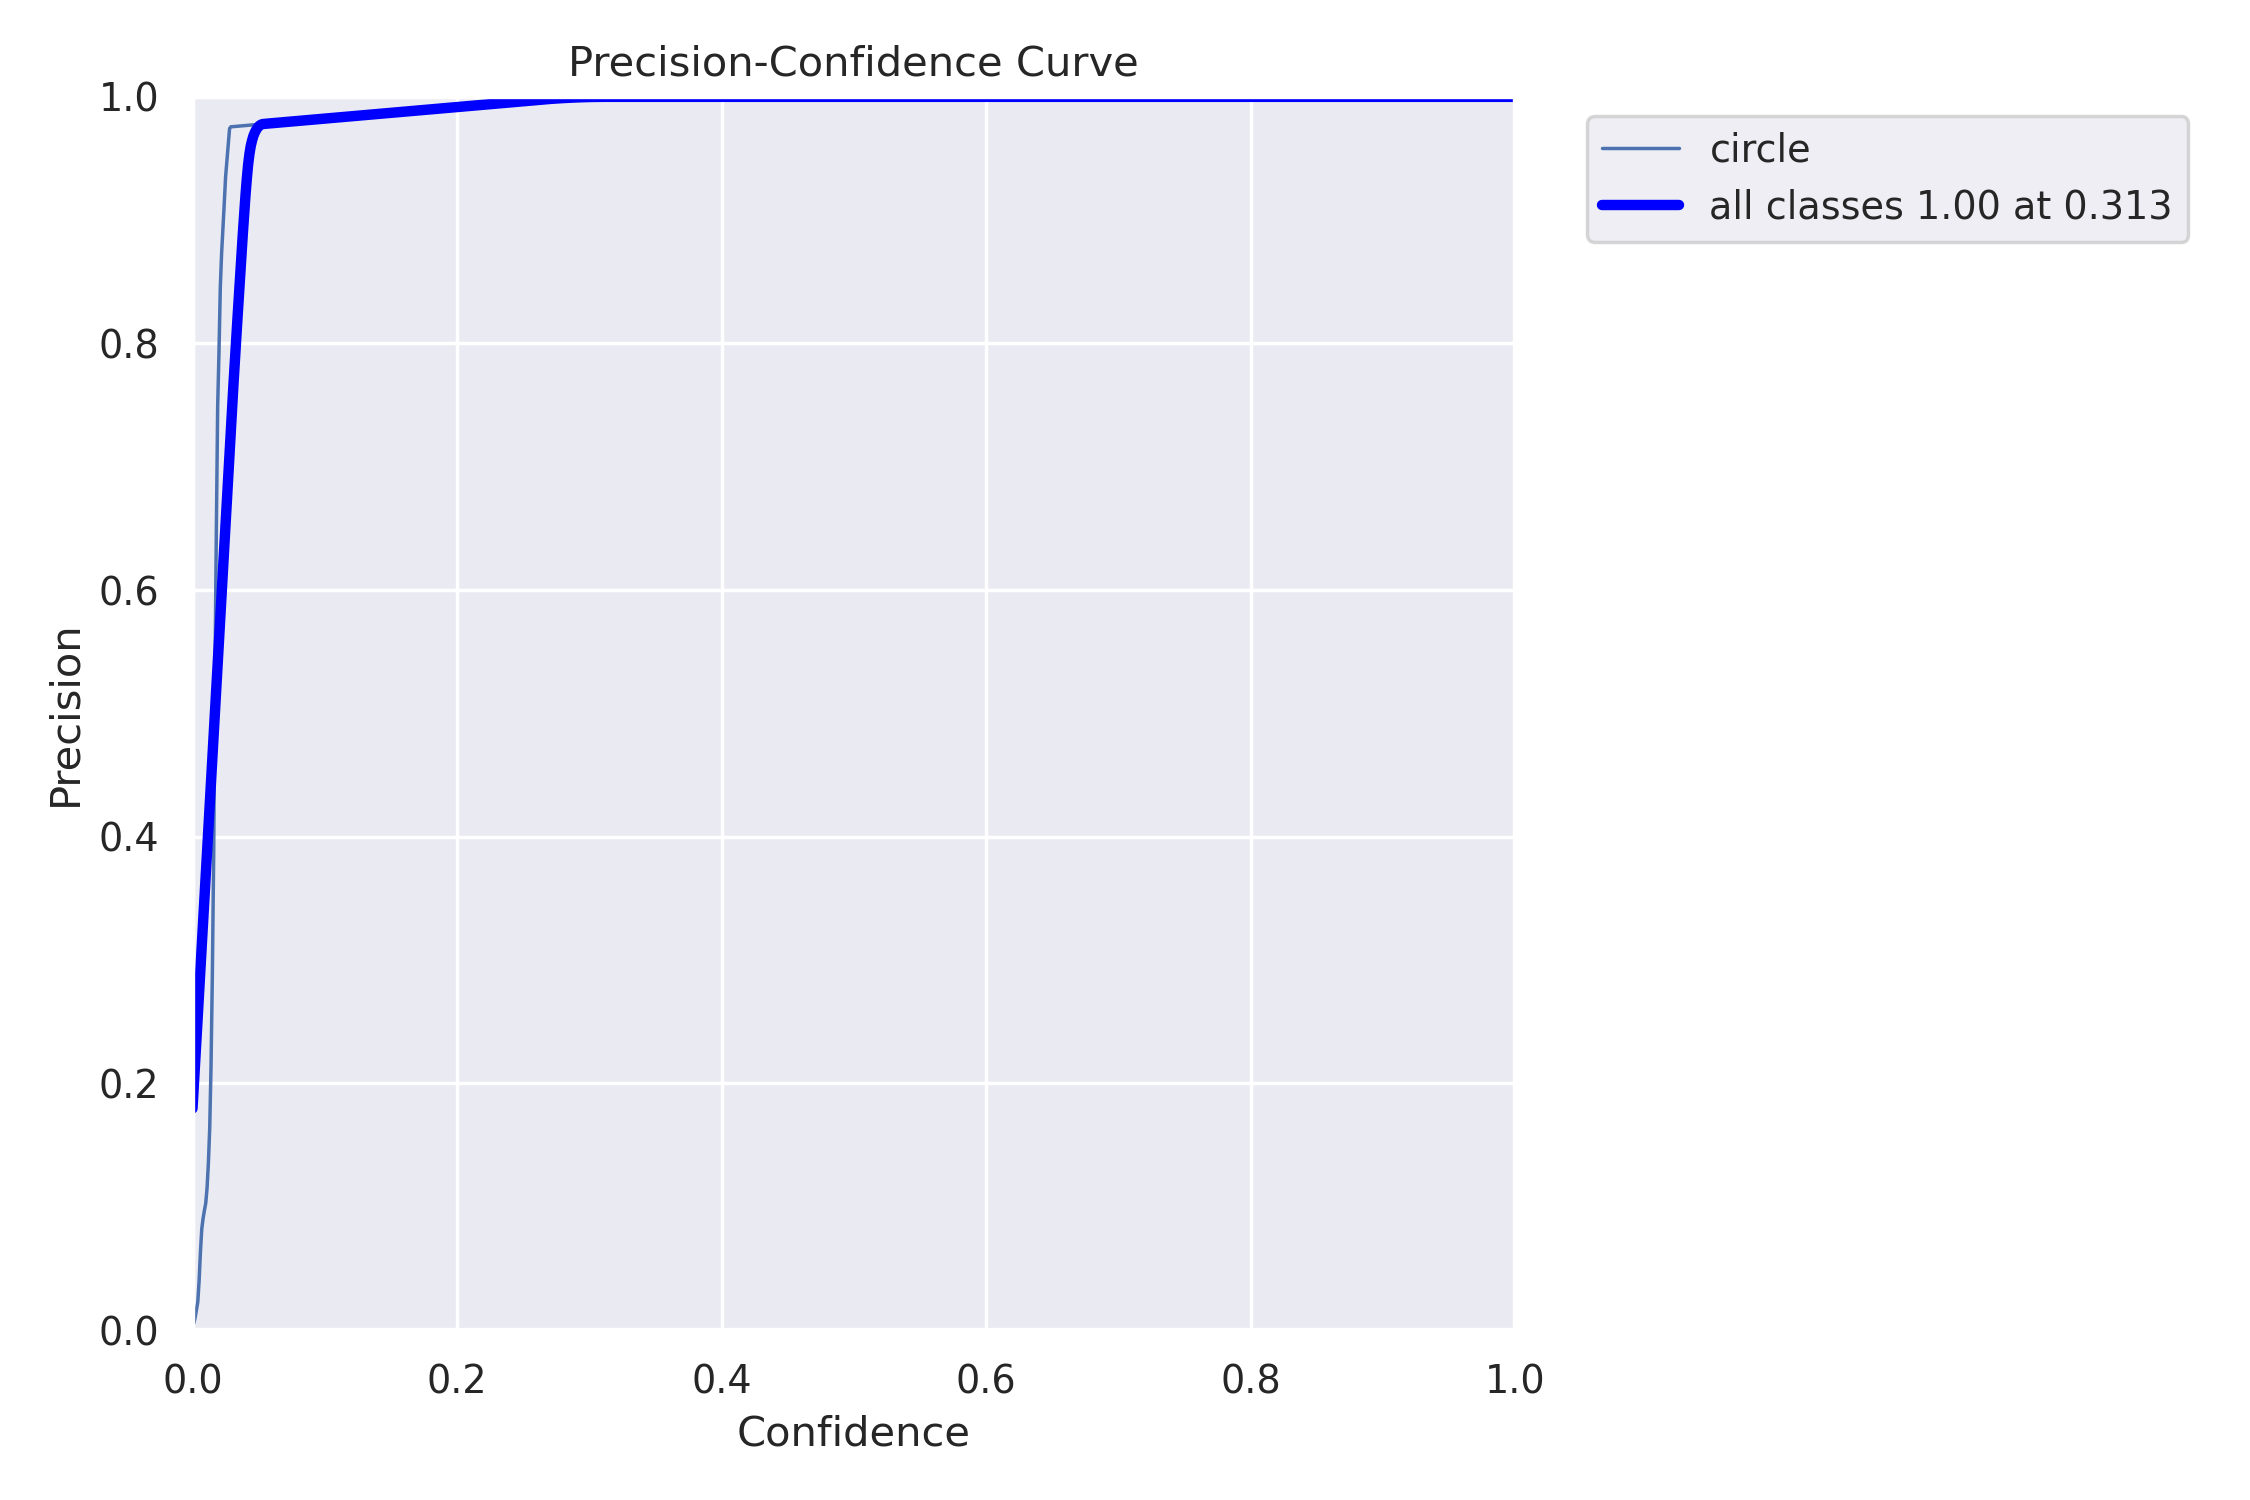 Precision-Confidence Curve
1.0
0.8
0.6
0.4
0.2
0.0
Precision
0.0 0.2 0.4 0.6 0.8 1.0
Confidence
circle
all classes 1.00 at 0.313